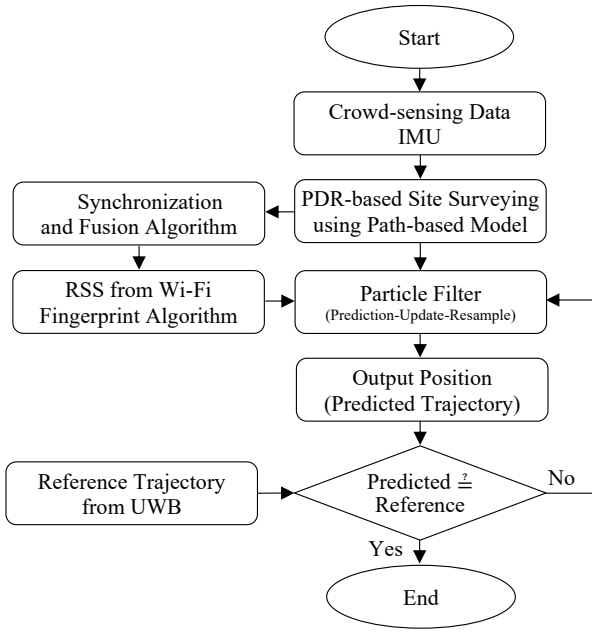 Start
Crowd-sensing Data
IMU
Synchronization
and Fusion Algorithm
PDR-based Site Surveying
using Path-based Model
RSS from Wi-Fi
Fingerprint Algorithm
Particle Filter
(Prediction-Update-Resample)
Output Position
(Predicted Trajectory)
Reference Trajectory
from UWB
Predicted ≟
Reference
No
Yes
End